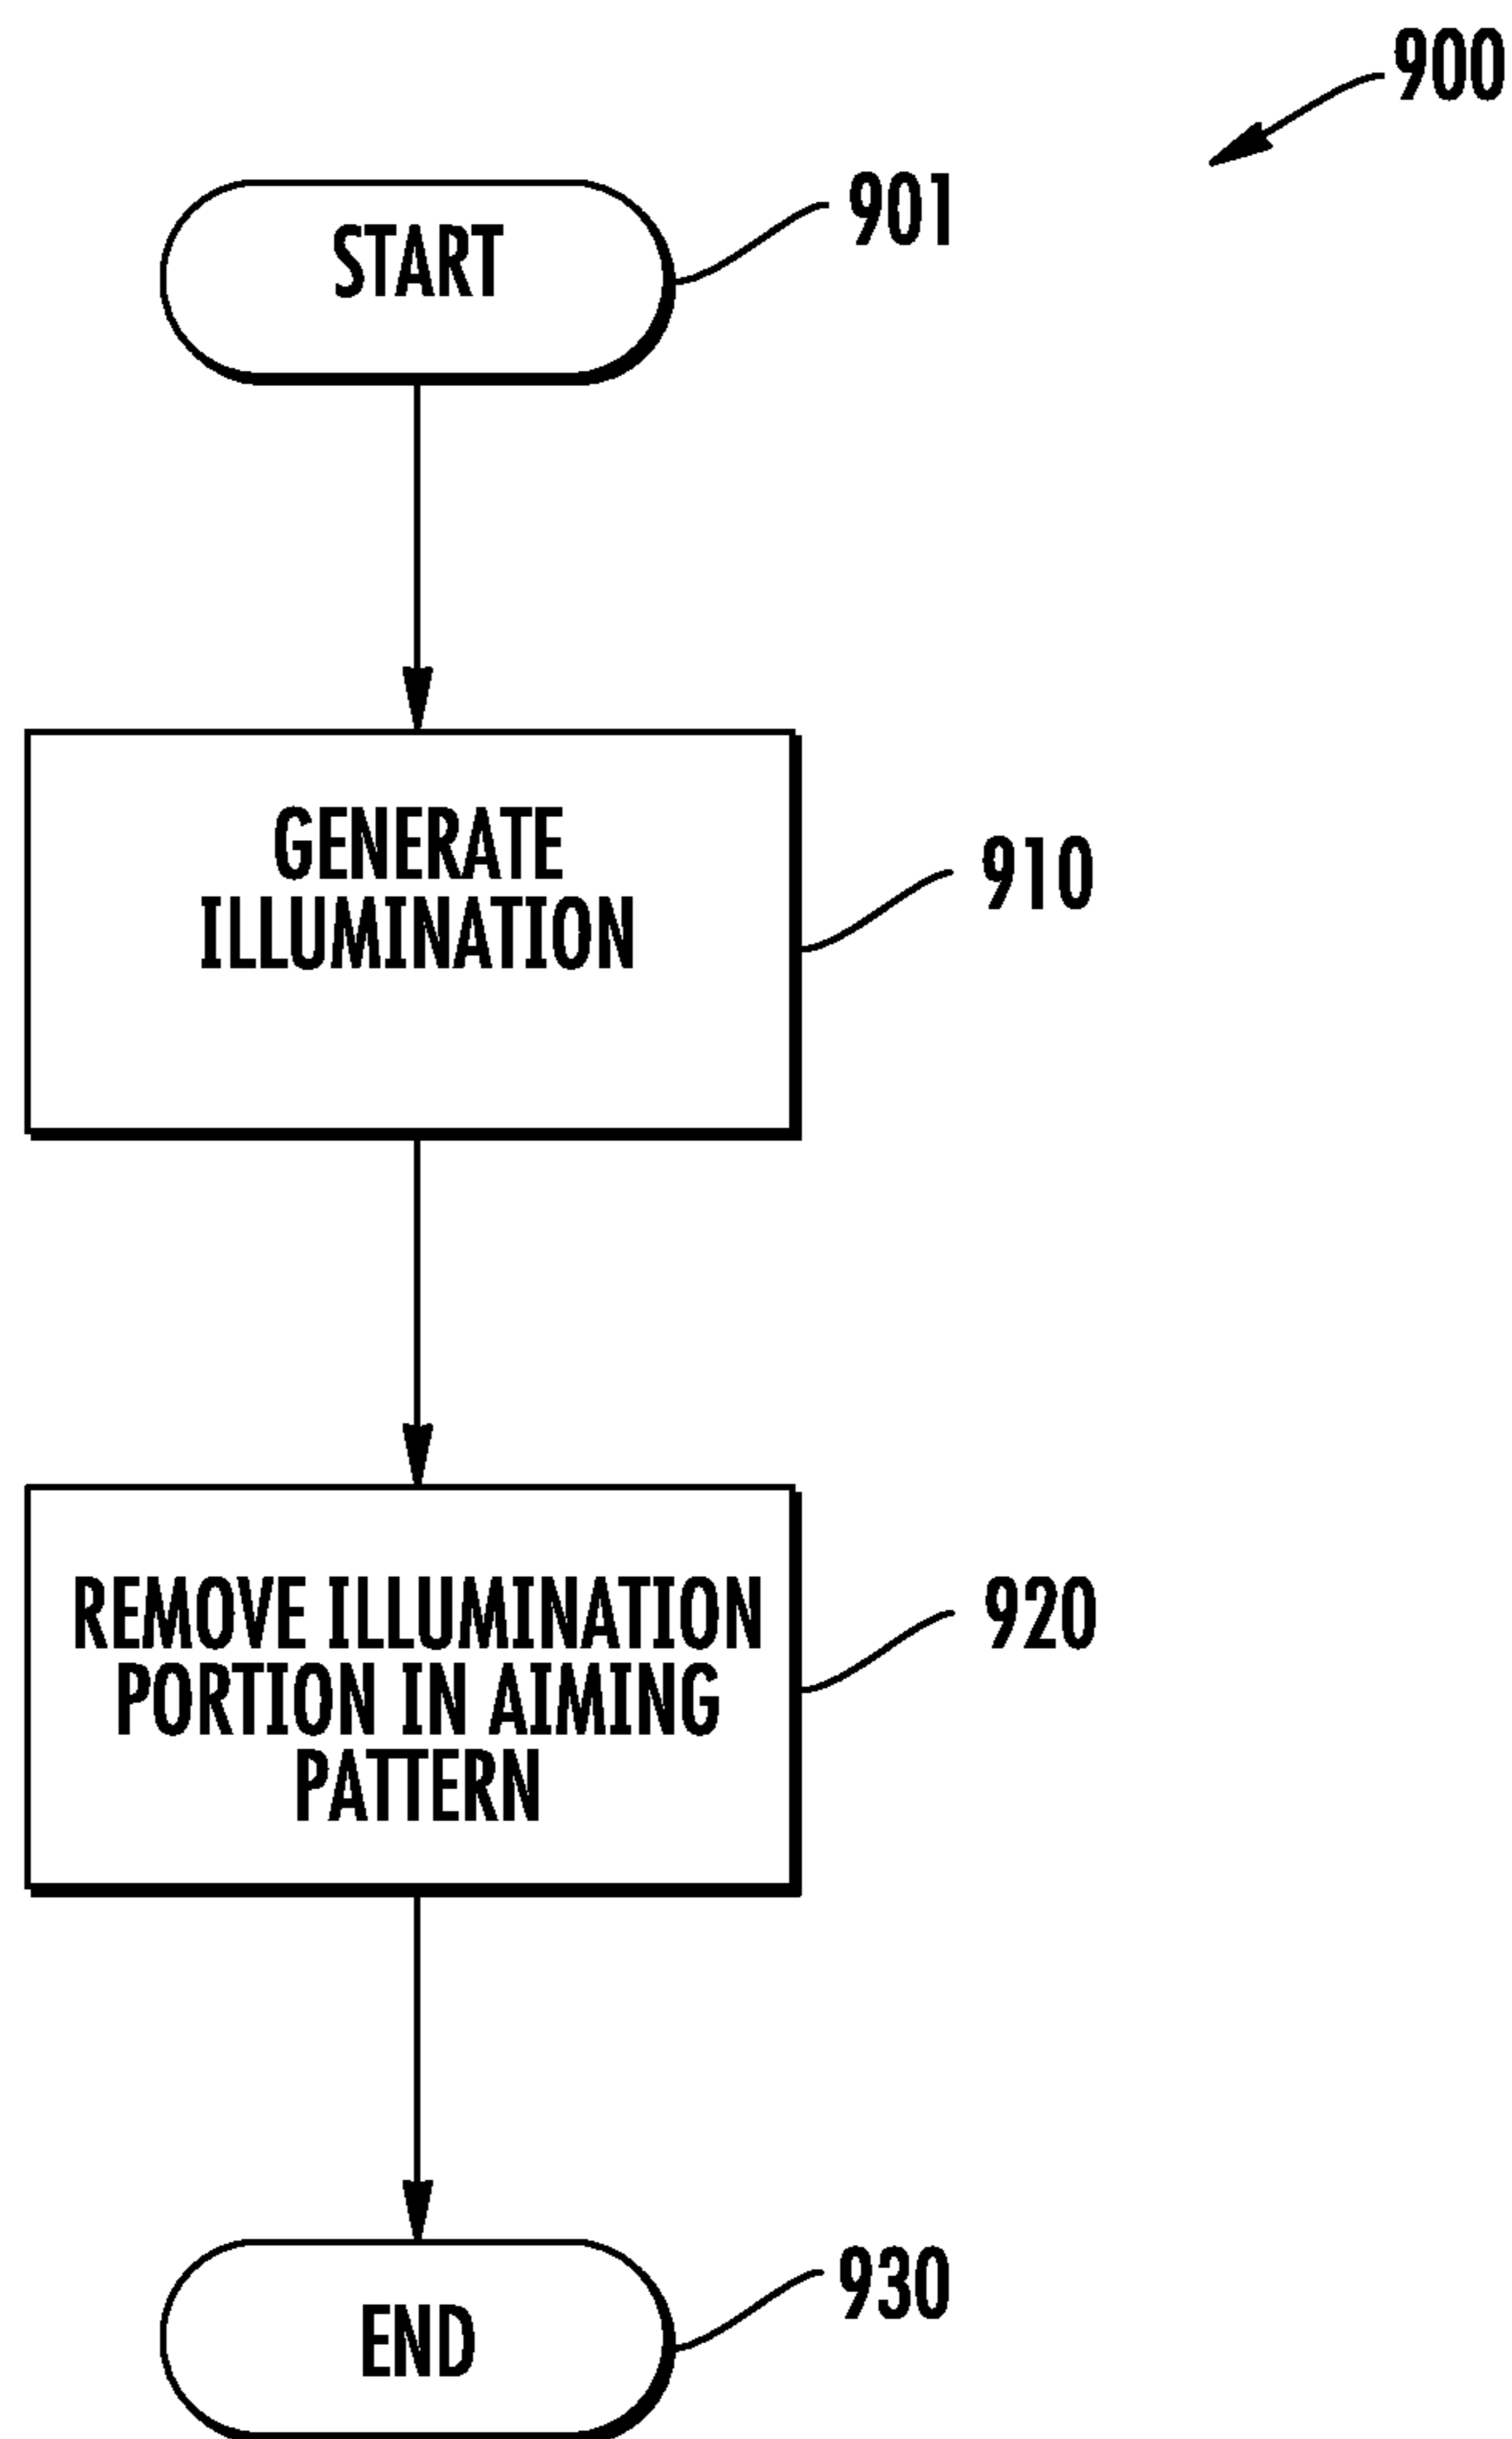 900
START
901
GENERATE
ILLUMINATION
910
REMOVE ILLUMINATION
PORTION IN AIMING
PATTERN
920
END
930